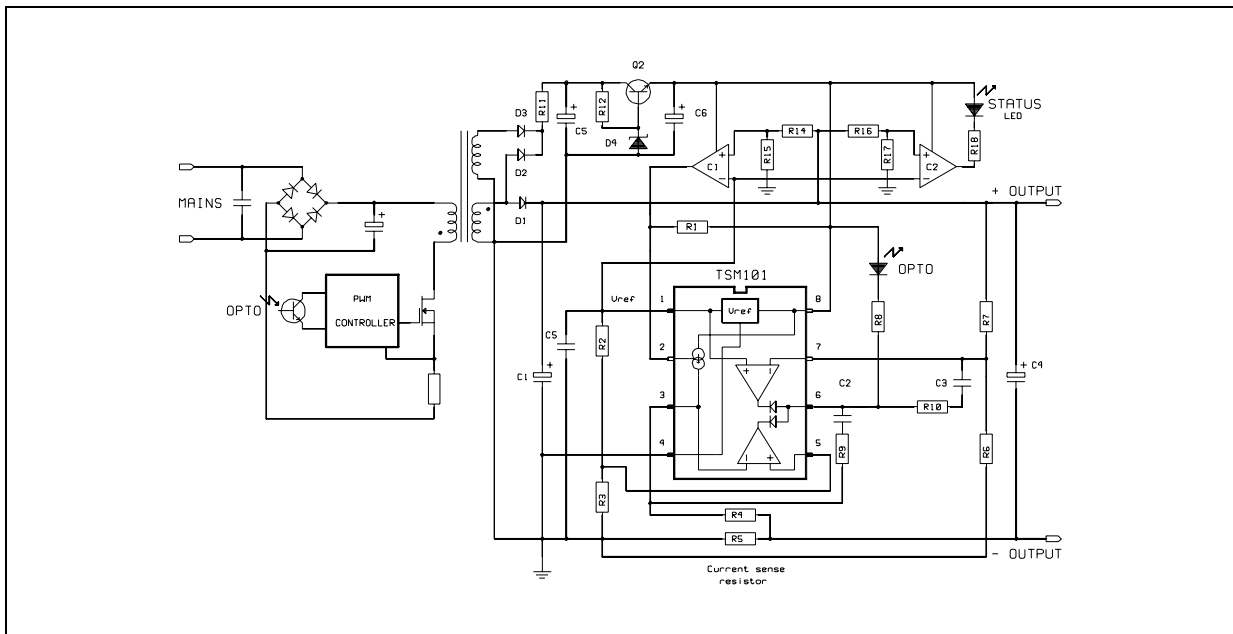 Q2
R11
+
C5
R12
+
C6
D3
D4
D2
STATUS
LED
R14
R16
R15
R17
R18
+
C1
-
+
C2
-
MAINS
+
D1
+ OUTPUT
R1
OPTO
TSM101
OPTO
PWM
CONTROLLER
Vref
1
Vref
8
C5
R2
R8
R7
2
7
+
C1
+
-
C2
C3
+
C4
3
6
R10
4
5
R9
R6
-
+
R3
R4
R5
- OUTPUT
Current sense
resistor